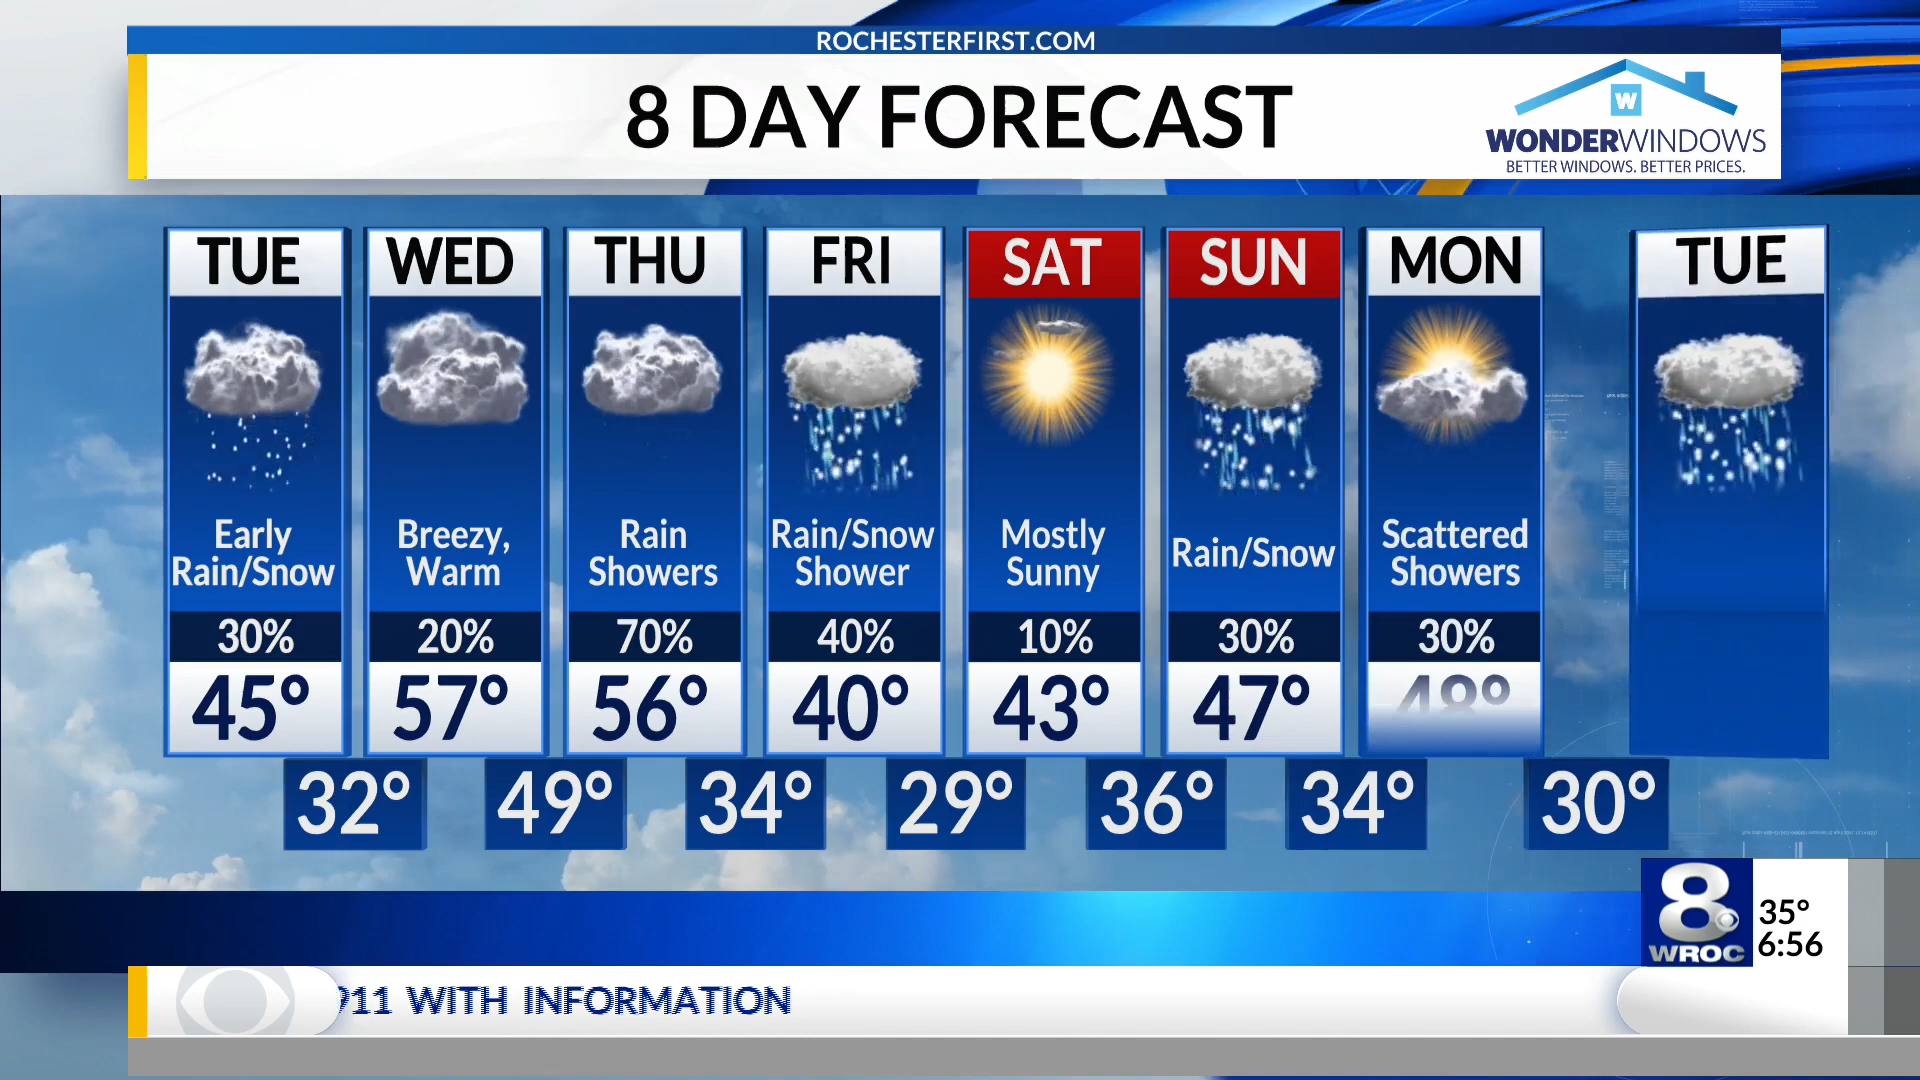 ROCHESTERFIRST.COM
8 DAY FORECAST
W
WONDERWINDOWS
BETTER WINDOWS. BETTER PRICES.
TUE WED THU FRI SAT SUN MON TUE
Early Rain/Snow
Breezy, Warm
Rain Showers
Rain/Snow Shower
Mostly Sunny
Rain/Snow
Scattered Showers
30% 20% 70% 40% 10% 30% 30%
45° 57° 56° 40° 43° 47° 48°
32° 49° 34° 29° 36° 34° 30°
8
WROC
35°
6:56
911 WITH INFORMATION